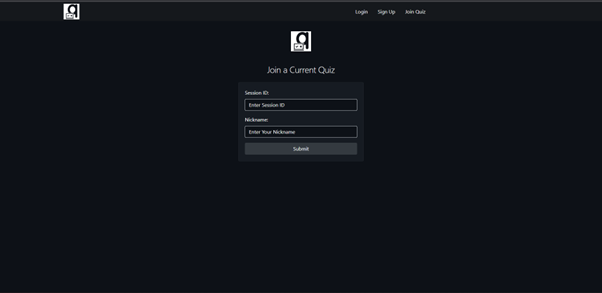 Login Sign Up Join Quiz
Join a Current Quiz
Session ID:
Enter Session ID
Nickname:
Enter Your Nickname
Submit